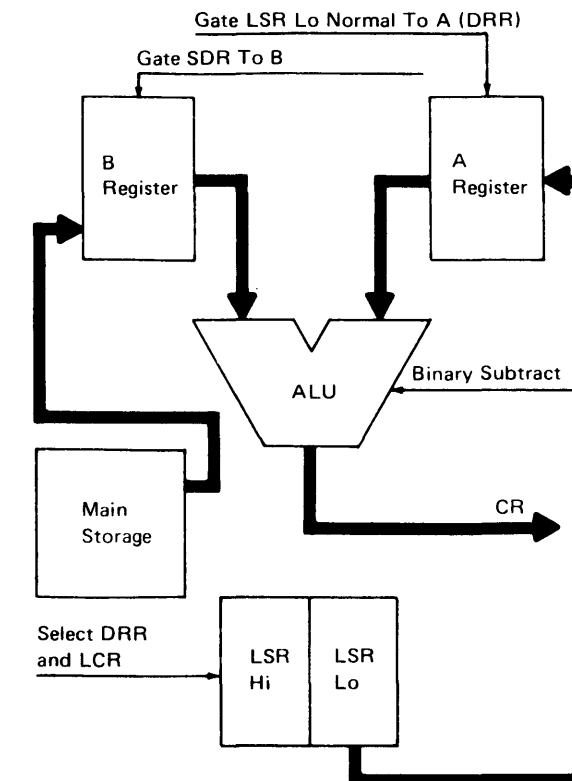 Gate LSR Lo Normal To A (DRR)
Gate SDR To B
B
Register
A
Register
ALU
Binary Subtract
Main
Storage
CR
Select DRR
and LCR
LSR
Hi
LSR
Lo